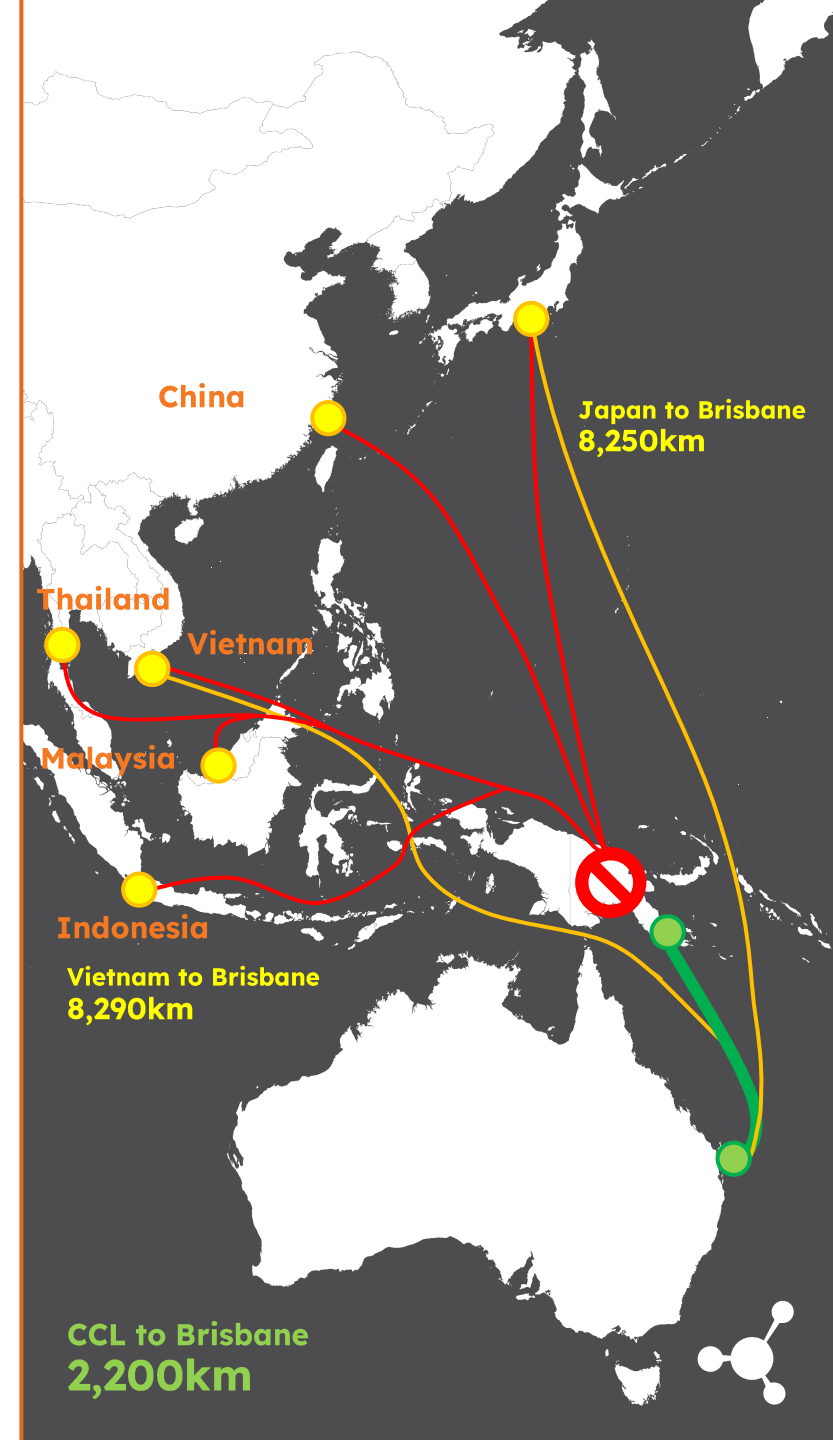 China
Japan to Brisbane
8,250km
Thailand
Vietnam
Malaysia
Indonesia
Vietnam to Brisbane
8,290km
CCL to Brisbane
2,200km